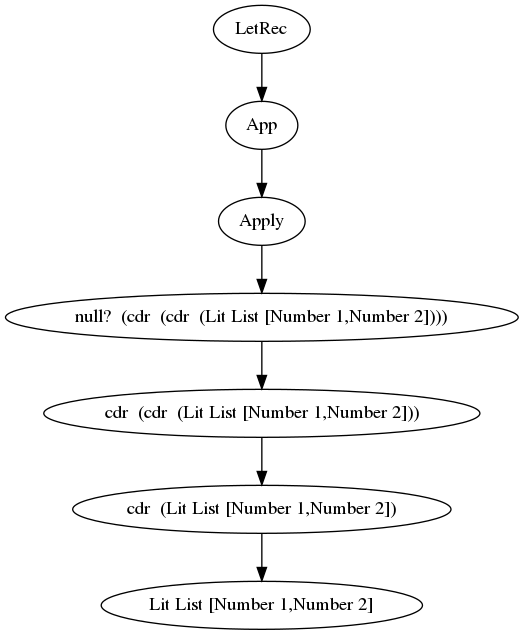 LetRec
App
Apply
null? (cdr (cdr (Lit List [Number 1,Number 2])))
cdr (cdr (Lit List [Number 1,Number 2]))
cdr (Lit List [Number 1,Number 2])
Lit List [Number 1,Number 2]